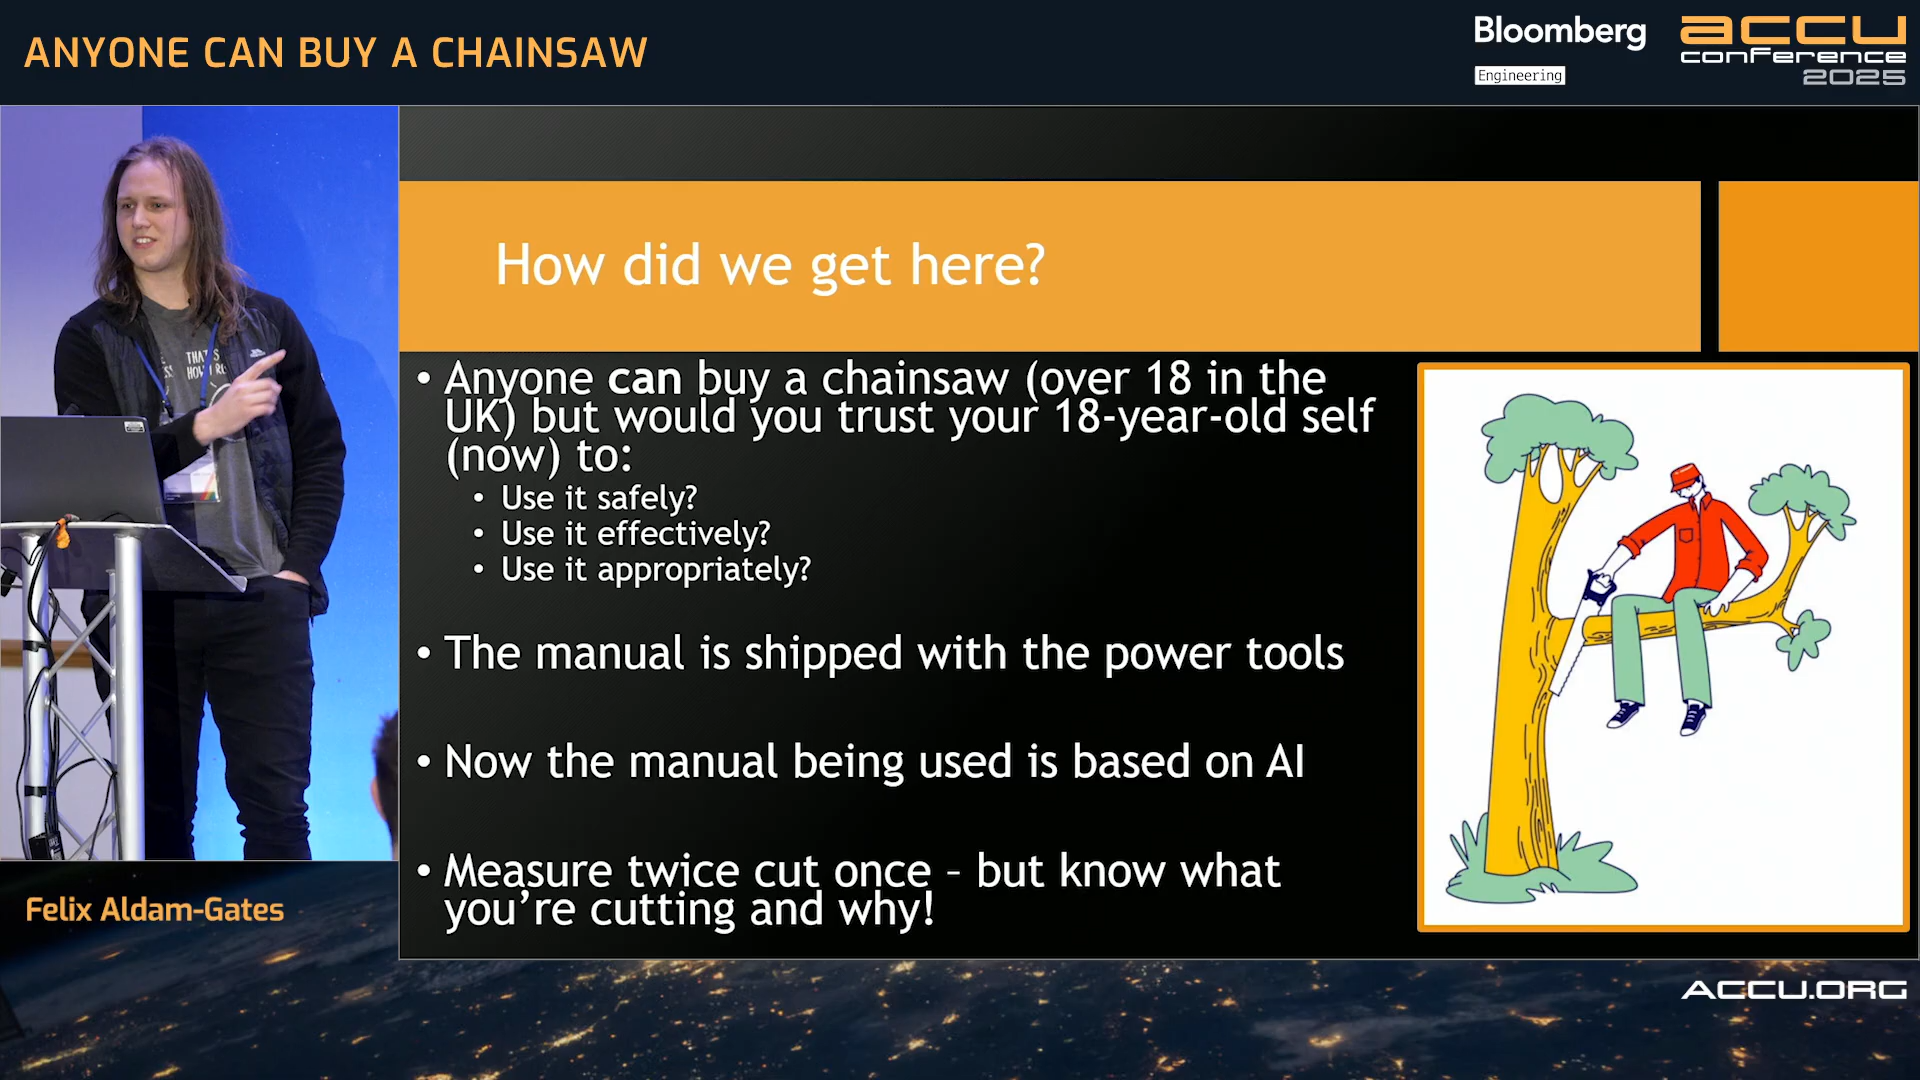 ANYONE CAN BUY A CHAINSAW
Bloomberg
Engineering
accu
conference
2025
How did we get here?
• Anyone can buy a chainsaw (over 18 in the
UK) but would you trust your 18-year-old self
(now) to:
• Use it safely?
• Use it effectively?
• Use it appropriately?
• The manual is shipped with the power tools
• Now the manual being used is based on AI
• Measure twice cut once – but know what
you're cutting and why!
THAT'S
Felix Aldam-Gates
ACCU.ORG